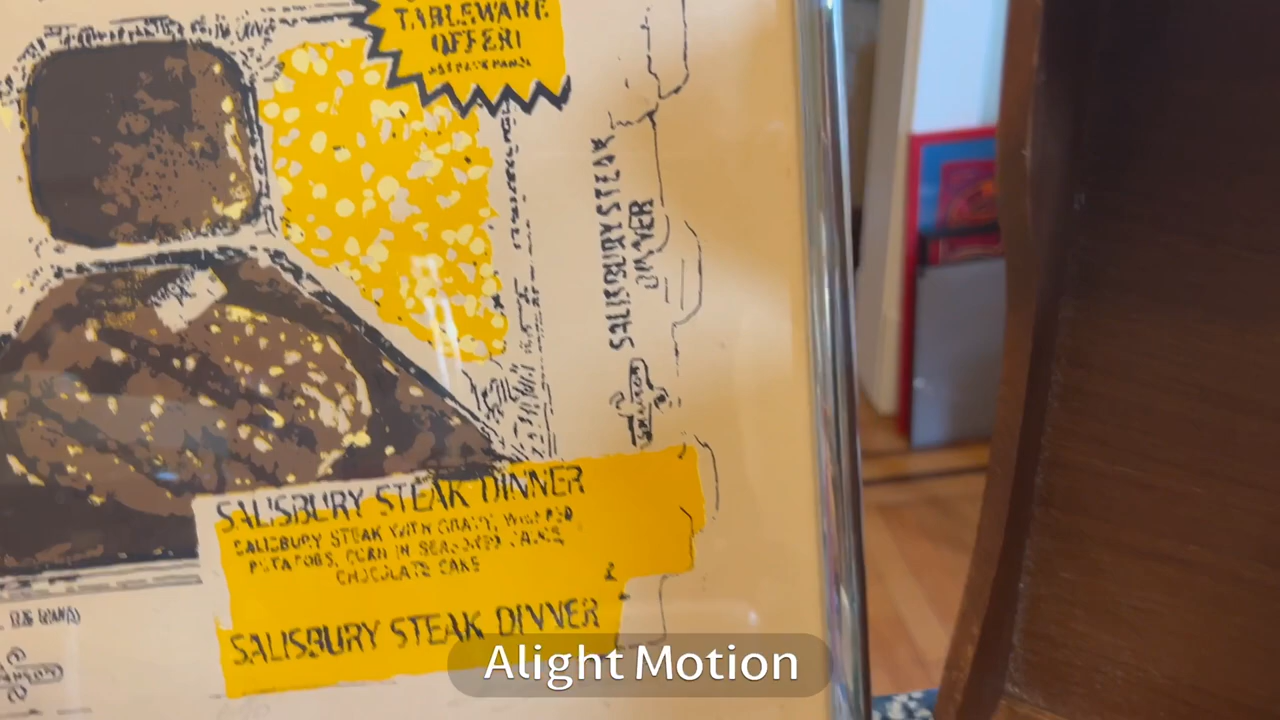 TABLEWARE
OFFER!
SALISBURY STEAK
DINNER
SWANSON
SALISBURY STEAK DINNER
SALISBURY STEAK WITH GRAVY, WHIPPED
POTATOES, CORN IN SEASONED SAUCE,
CHOCOLATE CAKE
SALISBURY STEAK DINNER
Alight Motion